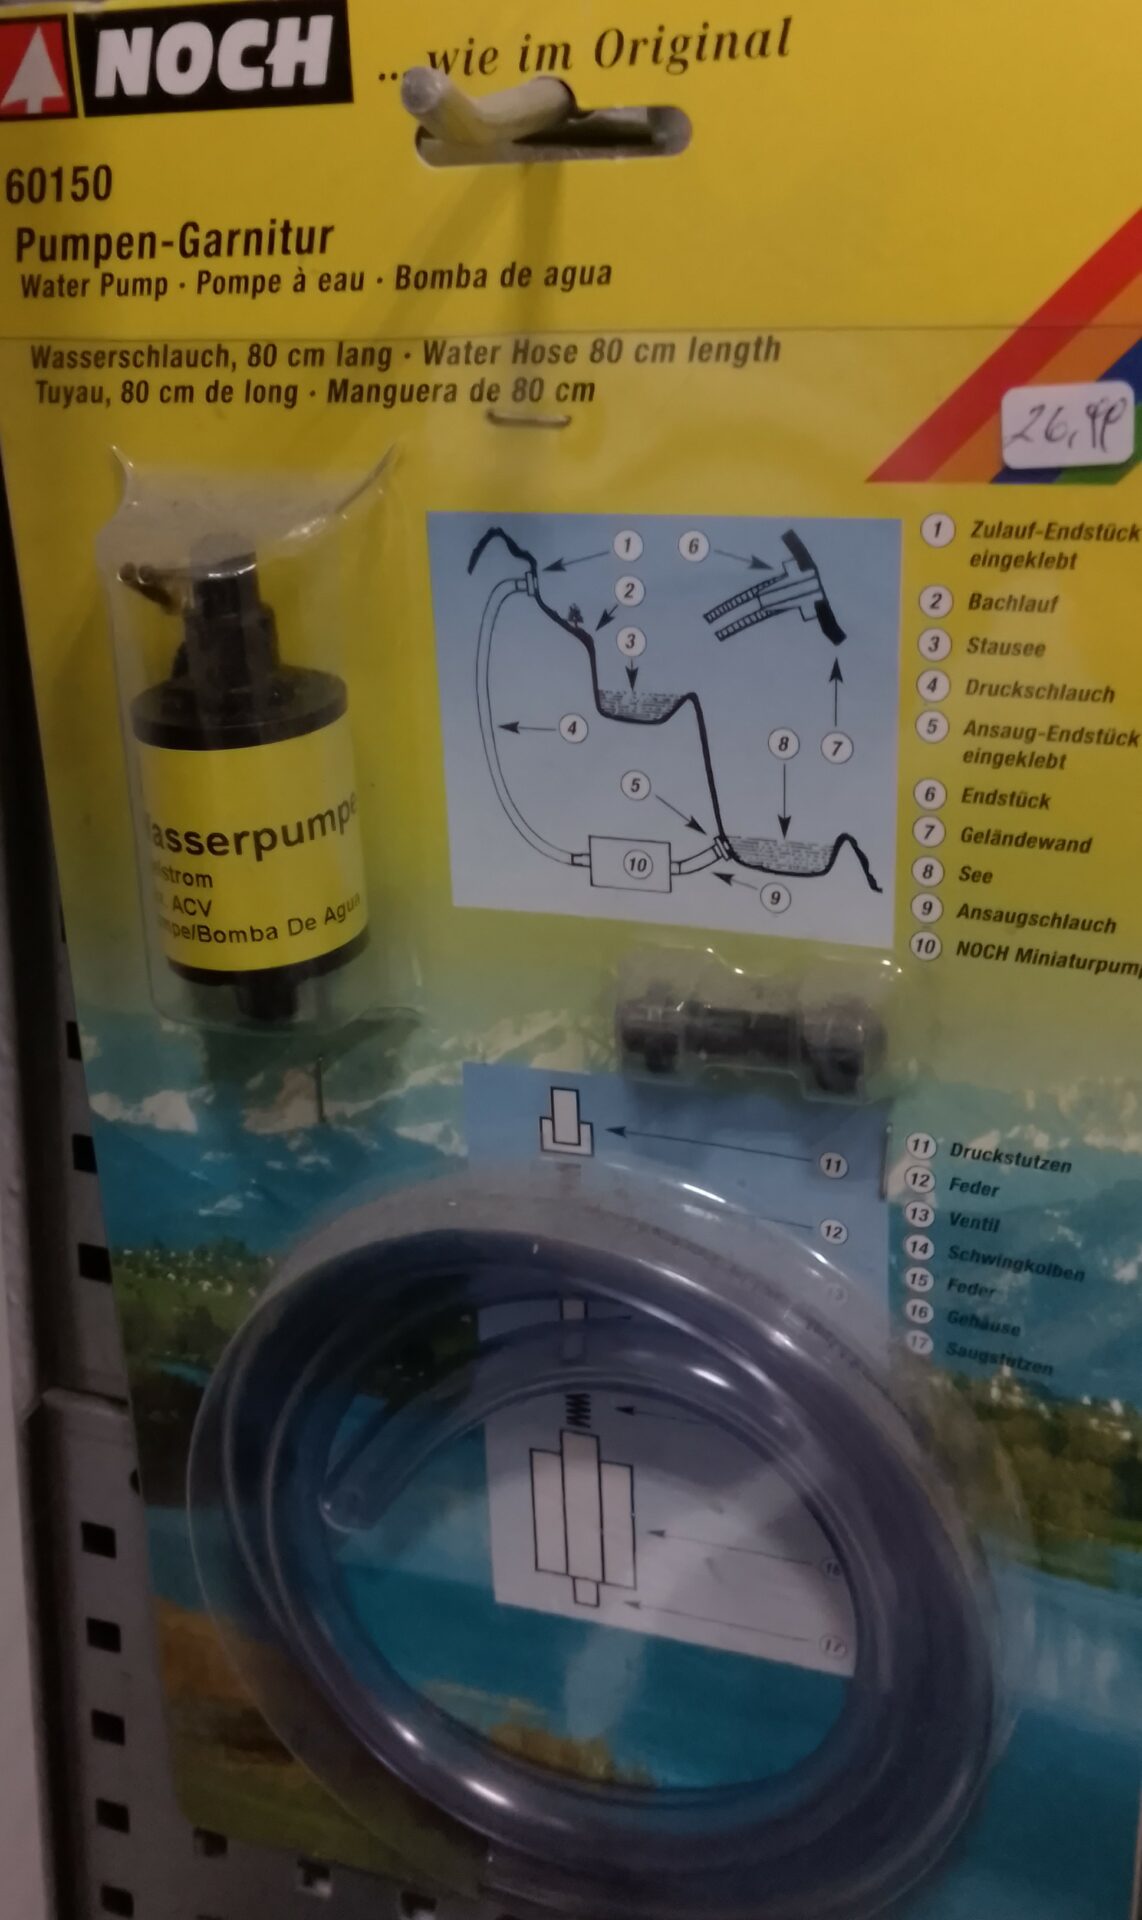 NOCH
...wie im Original
60150
Pumpen-Garnitur
Water Pump · Pompe à eau · Bomba de agua
Wasserschlauch, 80 cm lang · Water Hose 80 cm length
Tuyau, 80 cm de long · Manguera de 80 cm
26,
asserpumpe
strom
ACV
mpe/Bomba De Agua
1
2
3
4
5
6
7
8
9
10
1 Zulauf-Endstück
eingeklebt
2 Bachlauf
3 Stausee
4 Druckschlauch
5 Ansaug-Endstück
eingeklebt
6 Endstück
7 Geländewand
8 See
9 Ansaugschlauch
10 NOCH Miniaturpump
11
12
13
16
17
11 Druckstutzen
12 Feder
13 Ventil
14 Schwingkolben
15 Feder
16 Gehäuse
17 Saugstutzen